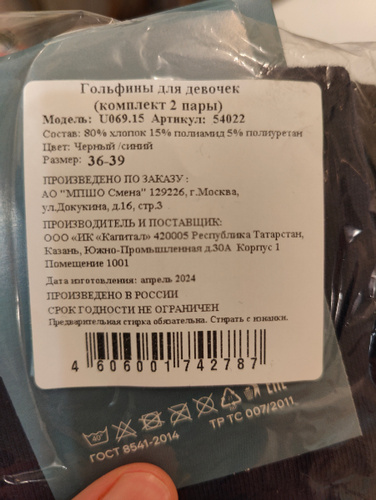 Гольфины для девочек
(комплект 2 пары)
Модель: U069.15 Артикул: 54022
Состав: 80% хлопок 15% полиамид 5% полиуретан
Цвет: Черный /синий
Размер: 36-39
ПРОИЗВЕДЕНО ПО ЗАКАЗУ :
АО "МПШО Смена" 129226, г.Москва,
ул.Докукина, д.16, стр.3
ПРОИЗВОДИТЕЛЬ И ПОСТАВЩИК:
ООО «ИК «Капитал» 420005 Республика Татарстан,
Казань, Южно-Промышленная д.30А Корпус 1
Помещение 1001
Дата изготовления: апрель 2024
ПРОИЗВЕДЕНО В РОССИИ
СРОК ГОДНОСТИ НЕ ОГРАНИЧЕН
Предварительная стирка обязательна. Стирать с изнанки.
4 606001 742787
ГОСТ 8541-2014
ТР ТС 007/2011